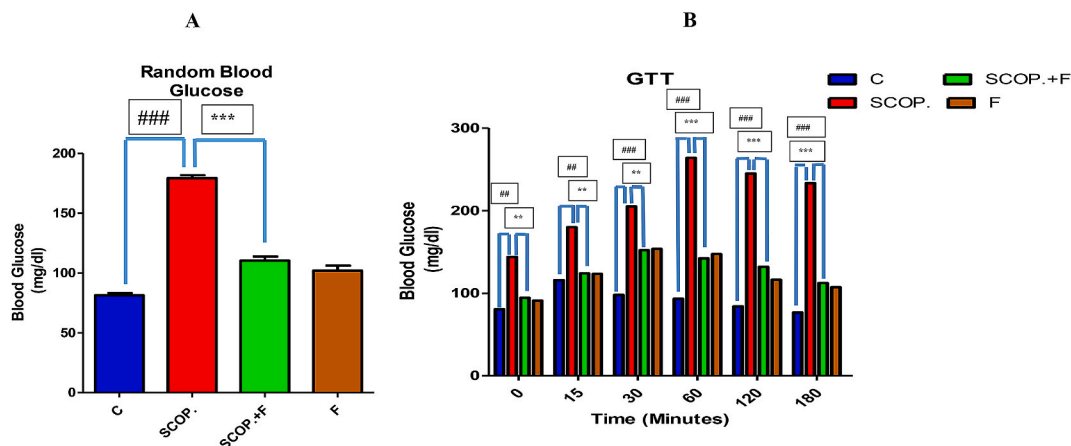 A
Random Blood
Glucose
###
***
200
150
100
50
0
Blood Glucose
(mg/dl)
C
SCOP.
SCOP.+F
F
B
GTT
C
SCOP.+F
SCOP.
F
300
200
100
0
Blood Glucose
(mg/dl)
##
**
##
**
###
**
###
***
###
***
###
***
0
15
30
60
120
180
Time (Minutes)